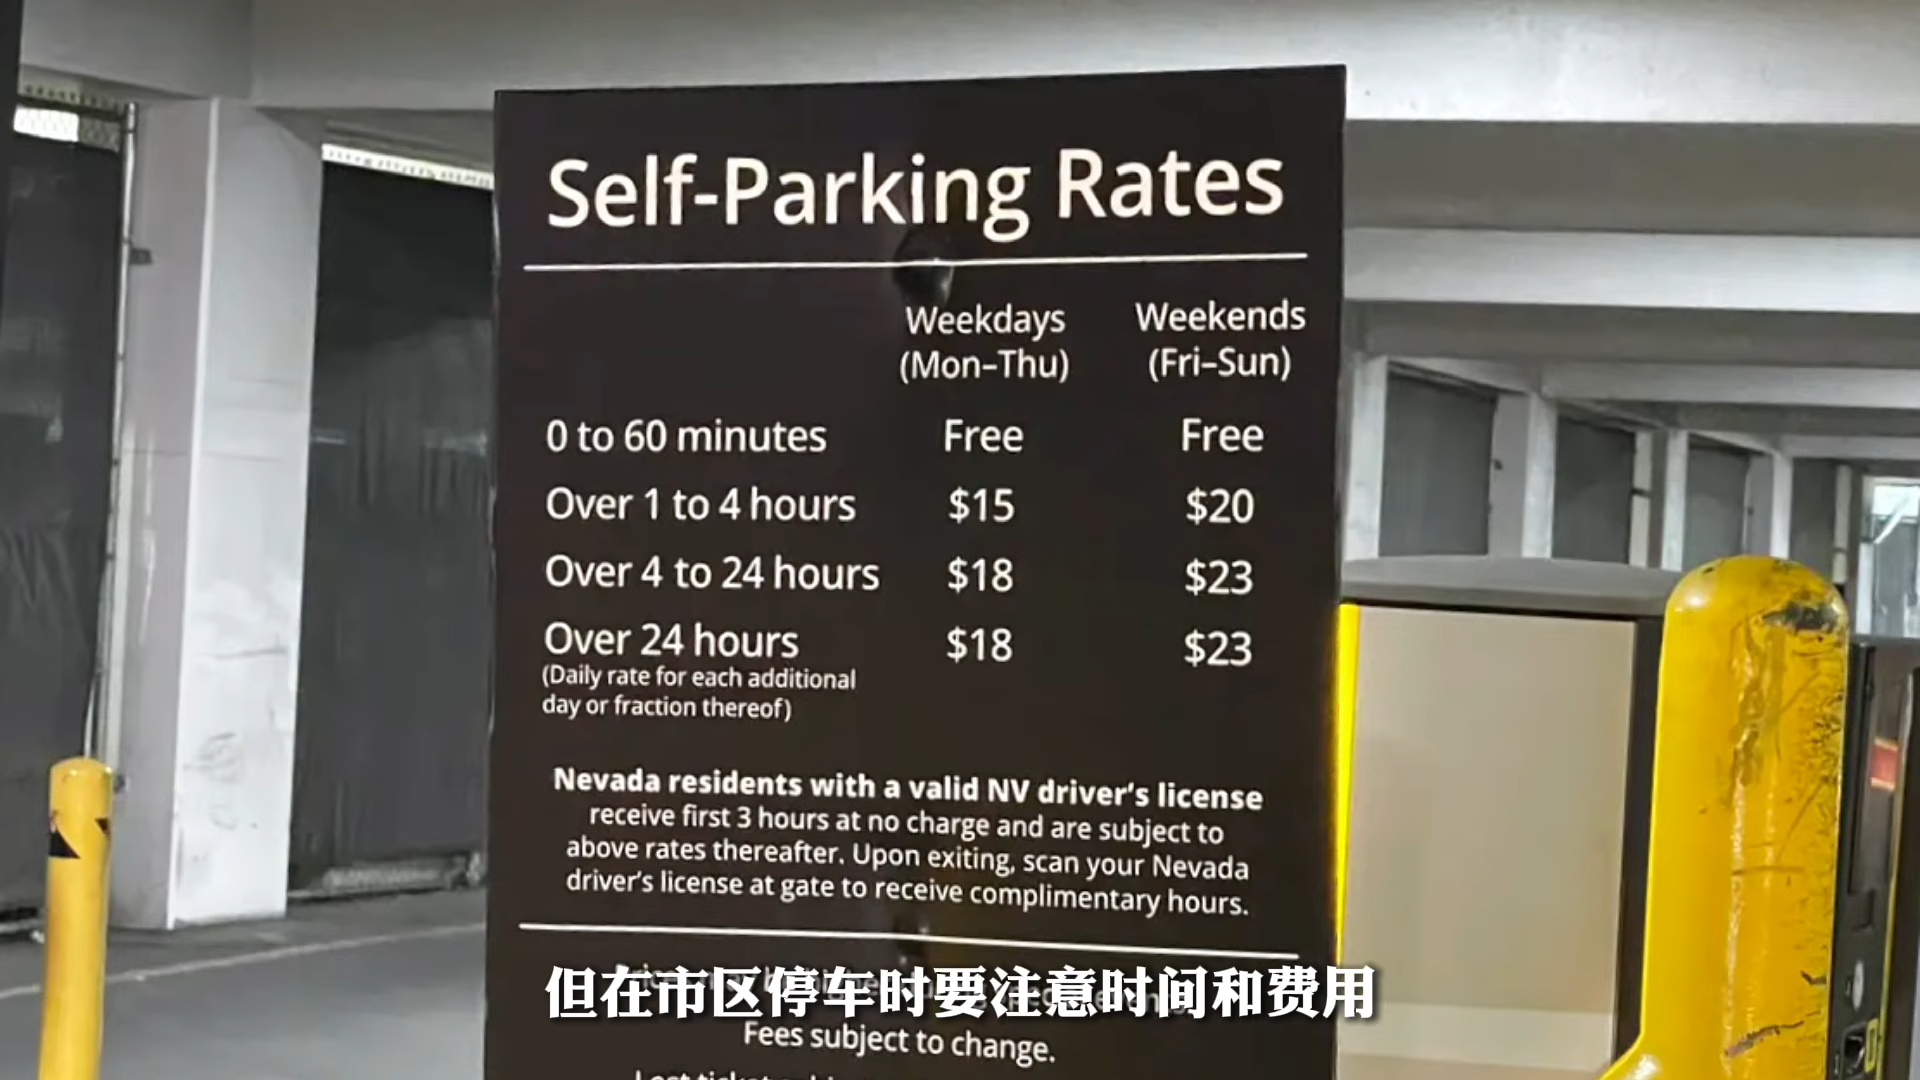 Self-Parking Rates
Weekdays Weekends
(Mon–Thu) (Fri–Sun)
0 to 60 minutes Free Free
Over 1 to 4 hours $15 $20
Over 4 to 24 hours $18 $23
Over 24 hours $18 $23
(Daily rate for each additional
day or fraction thereof)
Nevada residents with a valid NV driver's license
receive first 3 hours at no charge and are subject to
above rates thereafter. Upon exiting, scan your Nevada
driver's license at gate to receive complimentary hours.
但在市区停车时要注意时间和费用
Fees subject to change.